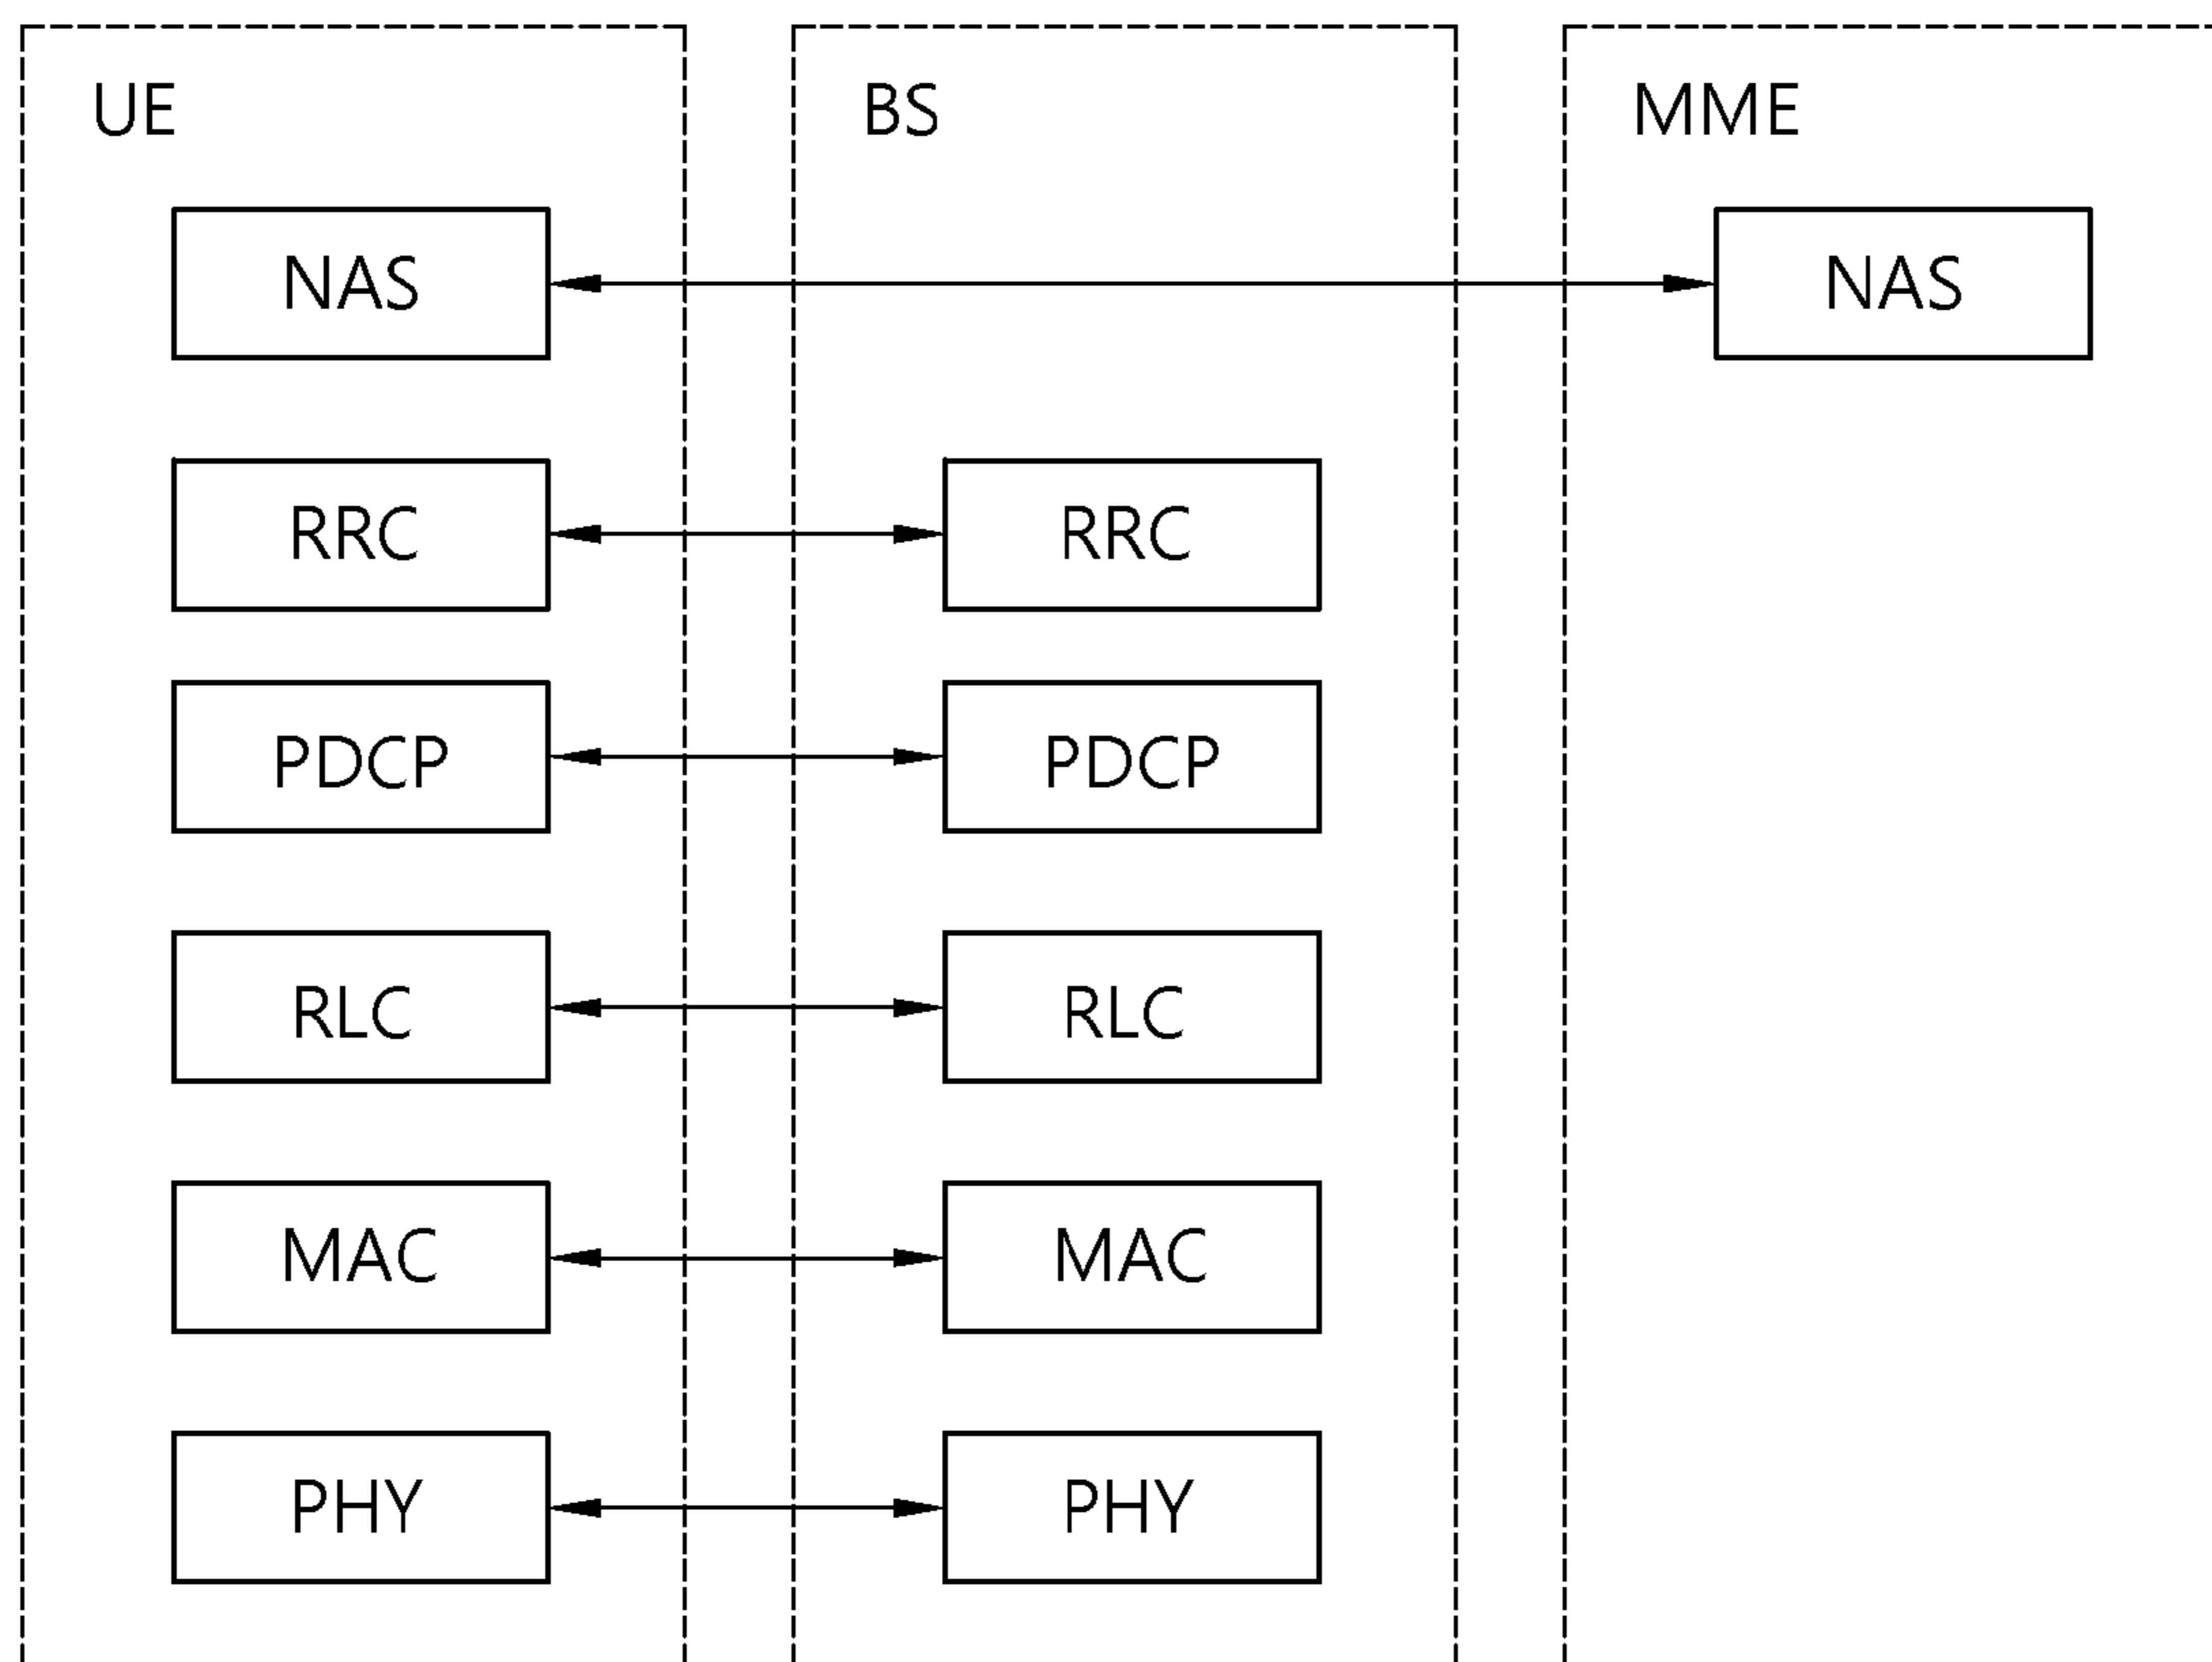 UE
BS
MME
NAS
NAS
RRC
RRC
PDCP
PDCP
RLC
RLC
MAC
MAC
PHY
PHY